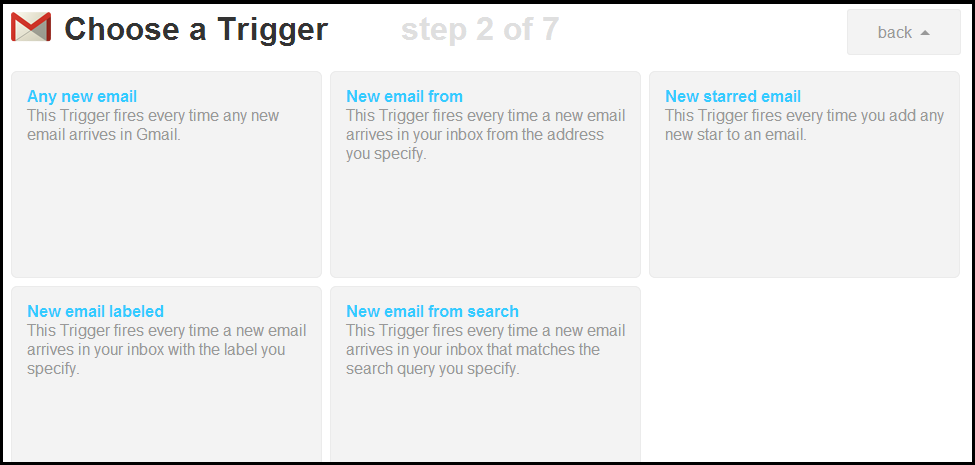 Choose a Trigger
step 2 of 7
back
Any new email
This Trigger fires every time any new
email arrives in Gmail.
New email from
This Trigger fires every time a new email
arrives in your inbox from the address
you specify.
New starred email
This Trigger fires every time you add any
new star to an email.
New email labeled
This Trigger fires every time a new email
arrives in your inbox with the label you
specify.
New email from search
This Trigger fires every time a new email
arrives in your inbox that matches the
search query you specify.